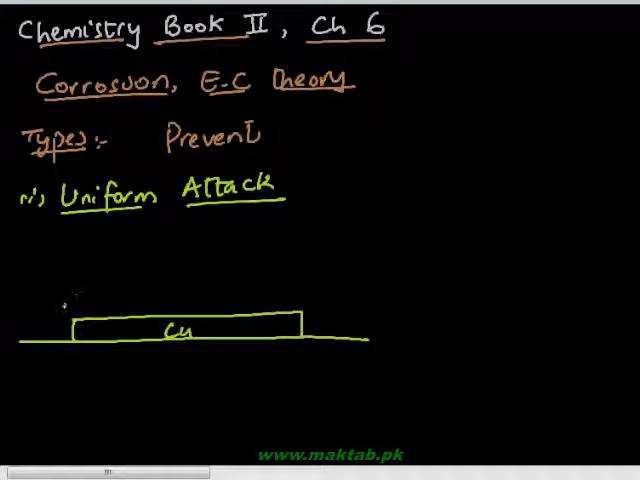 Chemistry Book II, Ch 6
Corrosion, E.C Theory
Types:- Prevent
Uniform Attack
Cu
www.maktab.pk